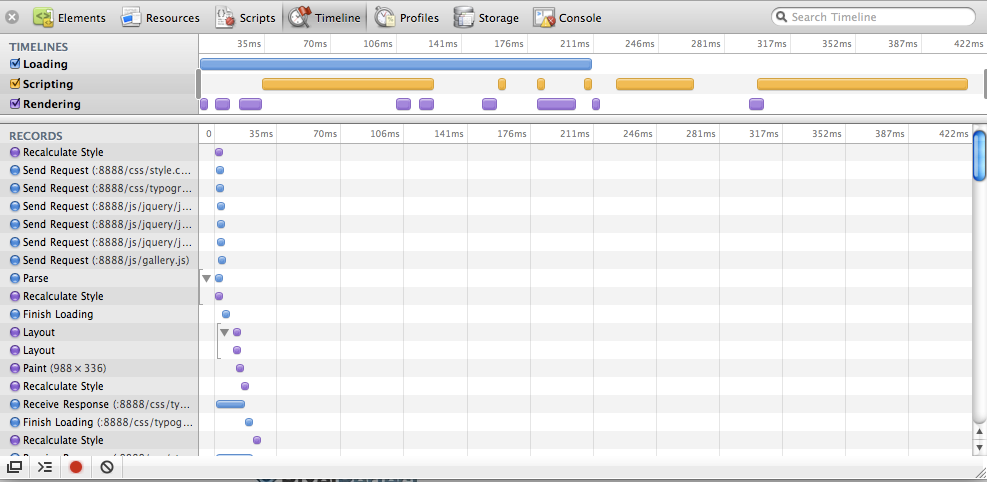 Elements Resources Scripts Timeline Profiles Storage Console Search Timeline
TIMELINES 35ms 70ms 106ms 141ms 176ms 211ms 246ms 281ms 317ms 352ms 387ms 422ms
Loading
Scripting
Rendering
RECORDS 0 35ms 70ms 106ms 141ms 176ms 211ms 246ms 281ms 317ms 352ms 387ms 422ms
Recalculate Style
Send Request (:8888/css/style.c...
Send Request (:8888/css/typogr...
Send Request (:8888/js/jquery/j...
Send Request (:8888/js/jquery/j...
Send Request (:8888/js/jquery/j...
Send Request (:8888/js/gallery.js)
Parse
Recalculate Style
Finish Loading
Layout
Layout
Paint (988 × 336)
Recalculate Style
Receive Response (:8888/css/ty...
Finish Loading (:8888/css/typog...
Recalculate Style